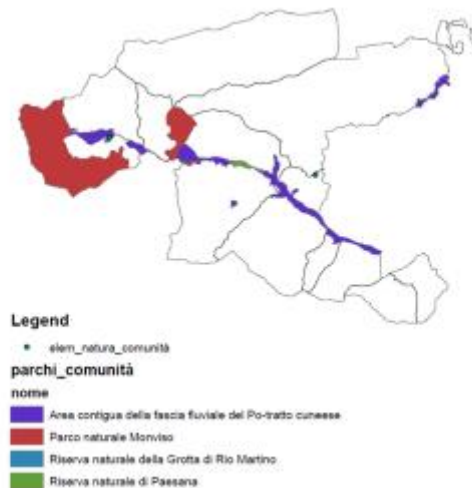 Legend
elem_natura_comunità
parchi_comunità
nome
Area contigua della fascia fluviale del Po-tratto cuneese
Parco naturale Monviso
Riserva naturale della Grotta di Rio Martino
Riserva naturale di Paesana